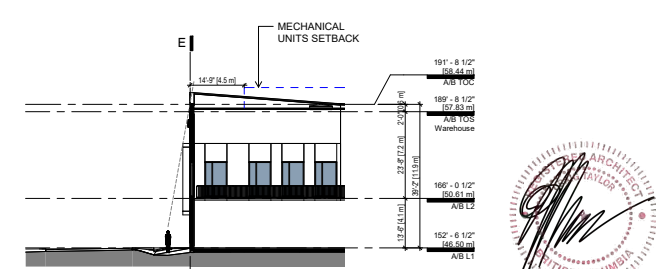 MECHANICAL
UNITS SETBACK
E
14'-9" [4.5 m]
191' - 8 1/2"
[58.44 m]
A/B TOC
189' - 8 1/2"
[57.83 m]
A/B TOS
Warehouse
2'-0" [0.6 m]
23'-8" [7.2 m]
39'-2" [11.9 m]
166' - 0 1/2"
[50.61 m]
A/B L2
13'-6" [4.1 m]
152' - 6 1/2"
[46.50 m]
A/B L1
REGISTERED ARCHITECT
TAYLOR